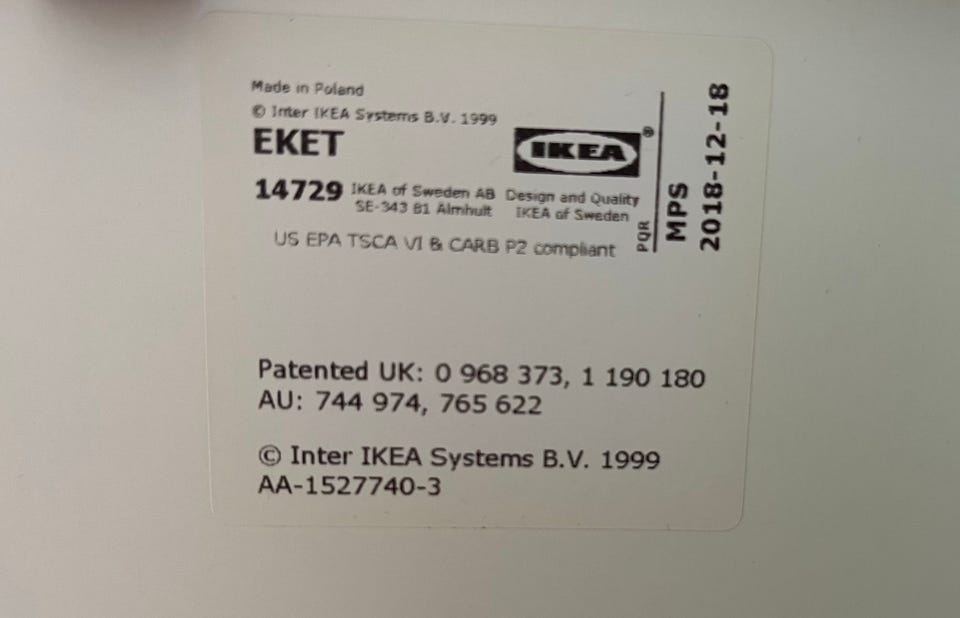 Made in Poland
© Inter IKEA Systems B.V. 1999
EKET
IKEA®
14729
IKEA of Sweden AB
SE-343 81 Älmhult
Design and Quality
IKEA of Sweden
PQR
MPS
2018-12-18
US EPA TSCA VI & CARB P2 compliant
Patented UK: 0 968 373, 1 190 180
AU: 744 974, 765 622
© Inter IKEA Systems B.V. 1999
AA-1527740-3